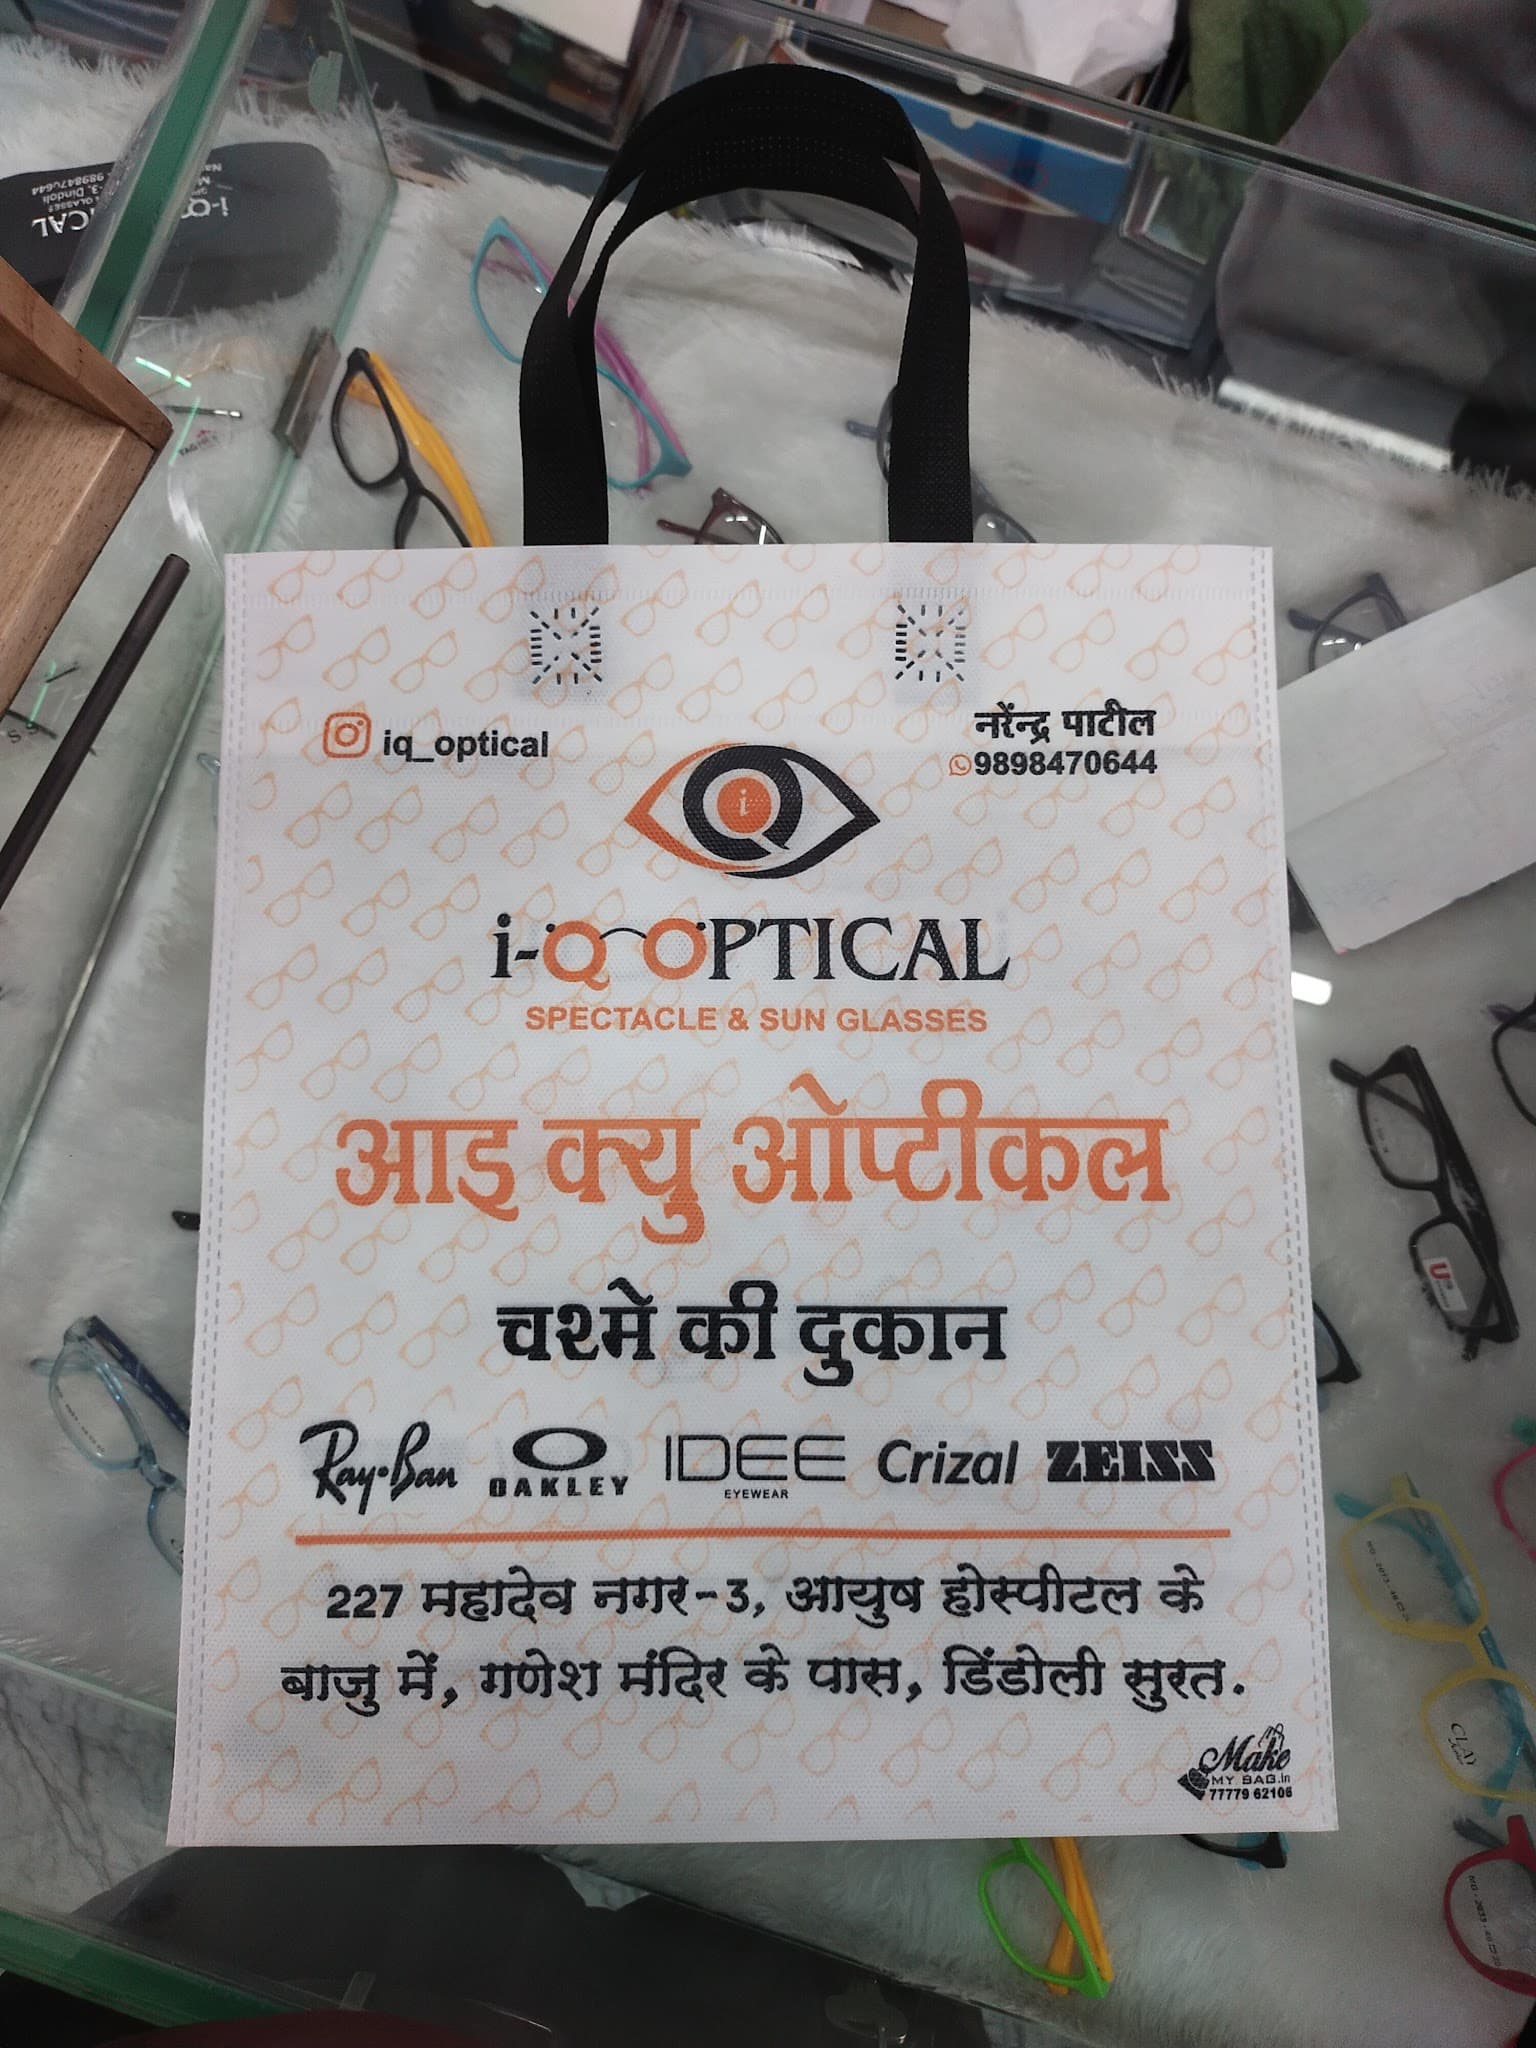 iq_optical
नरेंन्द्र पाटील
9898470644
i
i-Q OPTICAL
SPECTACLE & SUN GLASSES
आइ क्यु ओप्टीकल
चश्मे की दुकान
Ray-Ban OAKLEY IDEE EYEWEAR Crizal ZEISS
227 महादेव नगर-3, आयुष होस्पीटल के
बाजु में, गणेश मंदिर के पास, डिंडोली सुरत.
Make
MY BAG.in
77779 62106